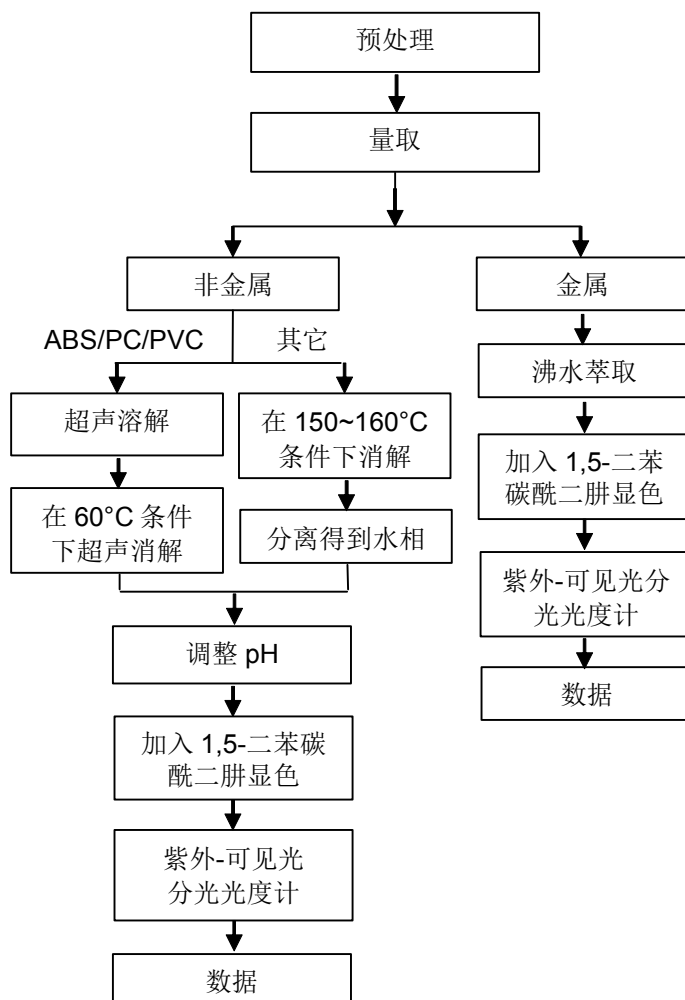 预处理
量取
非金属
金属
ABS/PC/PVC
其它
沸水萃取
超声溶解
在 150~160°C
条件下消解
加入 1,5-二苯
碳酰二肼显色
在 60°C 条件
下超声消解
分离得到水相
紫外-可见光分
光光度计
调整 pH
数据
加入 1,5-二苯碳
酰二肼显色
紫外-可见光
分光光度计
数据